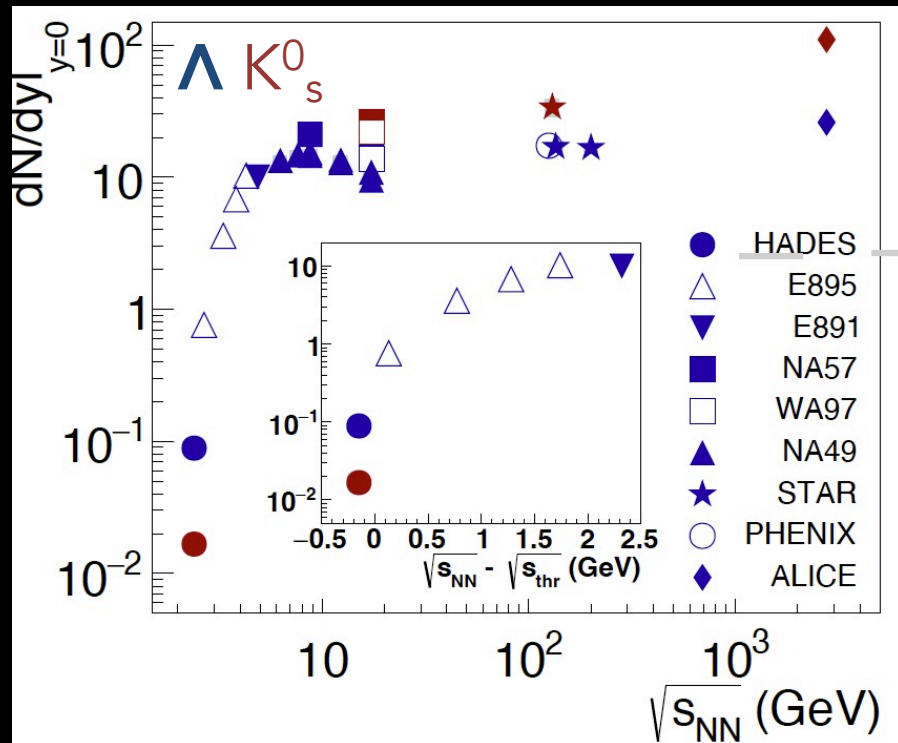 dN/dy|y=0
Λ K⁰s
10²
10
1
10⁻¹
10⁻²
10
1
10⁻¹
10⁻²
−0.5 0 0.5 1 1.5 2 2.5
√sNN - √sthr (GeV)
HADES
E895
E891
NA57
WA97
NA49
STAR
PHENIX
ALICE
10 10² 10³
√sNN (GeV)